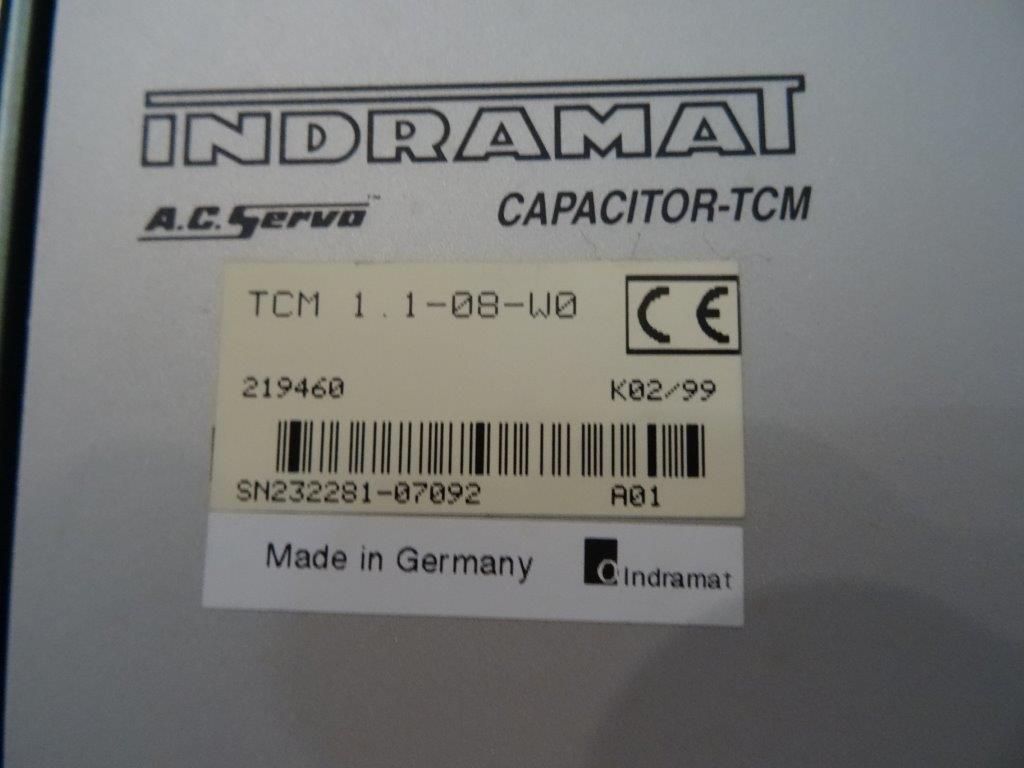 INDRAMAT
A.C. Servo™ CAPACITOR-TCM
TCM 1.1-08-W0 CE
219460 K02/99
SN232281-07092 A01
Made in Germany Indramat